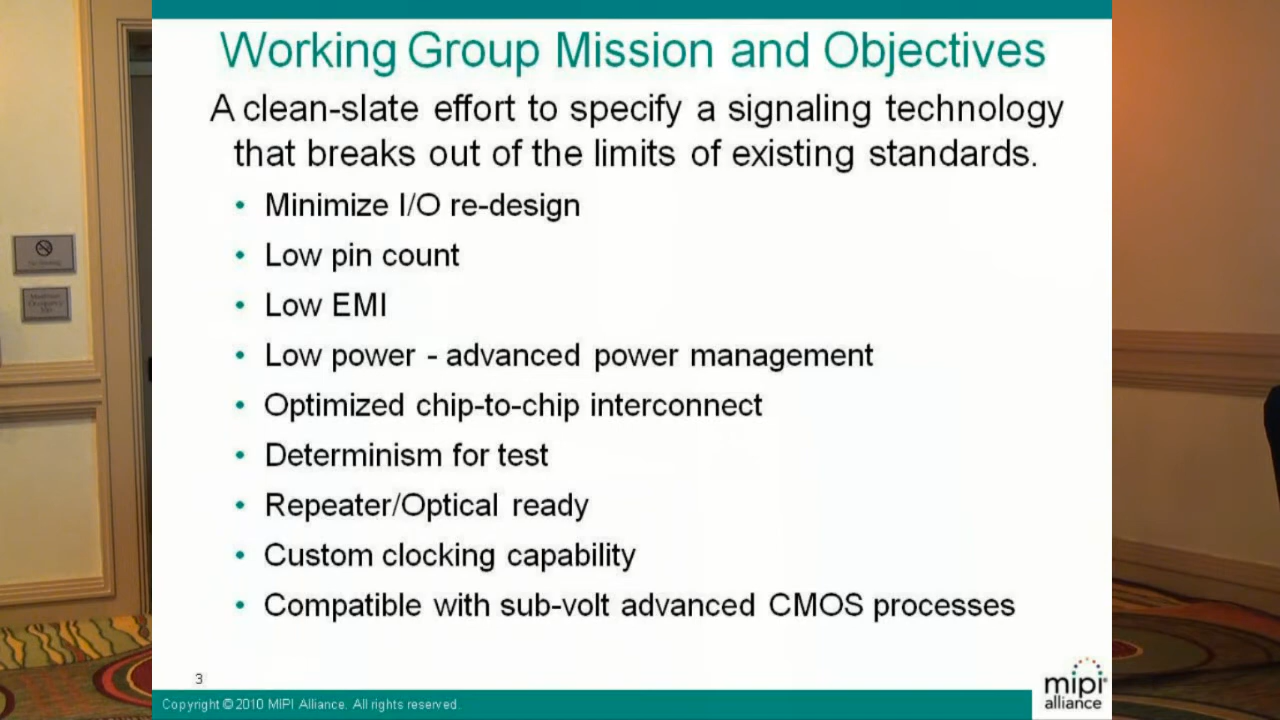 Working Group Mission and Objectives
A clean-slate effort to specify a signaling technology
that breaks out of the limits of existing standards.
• Minimize I/O re-design
• Low pin count
• Low EMI
• Low power - advanced power management
• Optimized chip-to-chip interconnect
• Determinism for test
• Repeater/Optical ready
• Custom clocking capability
• Compatible with sub-volt advanced CMOS processes
3
Copyright © 2010 MIPI Alliance. All rights reserved.
mipi®
alliance